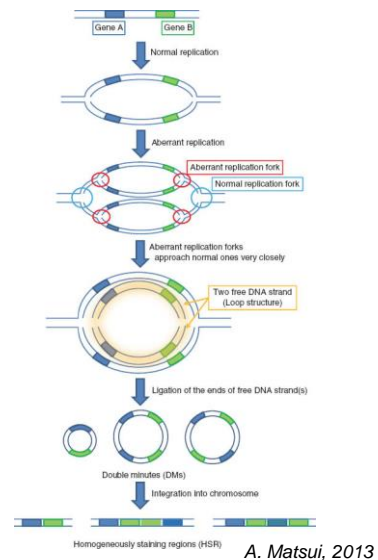 Gene A
Gene B
Normal replication
Aberrant replication
Aberrant replication fork
Normal replication fork
Aberrant replication forks
approach normal ones very closely
Two free DNA strand
(Loop structure)
Ligation of the ends of free DNA strand(s)
Double minutes (DMs)
Integration into chromosome
Homogeneously staining regions (HSR)
A. Matsui, 2013